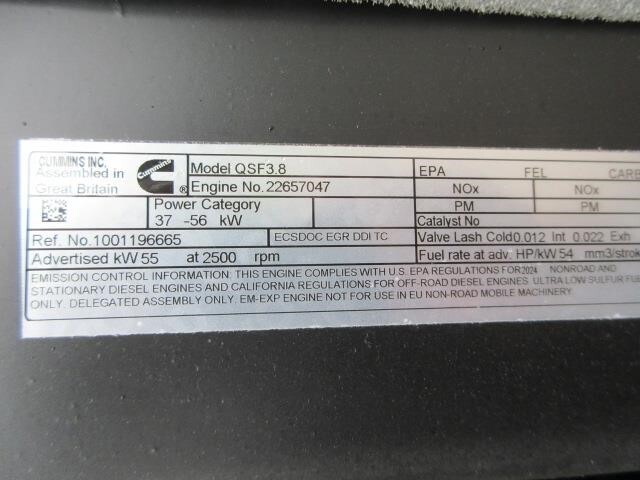 CUMMINS INC.
Assembled in
Great Britain
Cummins
®
Model QSF3.8
Engine No. 22657047
Power Category
37 -56 kW
Ref. No.1001196665
ECSDOC EGR DDI TC
Advertised kW 55 at 2500 rpm
EPA FEL CARB
NOx NOx
PM PM
Catalyst No
Valve Lash Cold0.012 Int 0.022 Exh
Fuel rate at adv. HP/kW 54 mm3/strok
EMISSION CONTROL INFORMATION: THIS ENGINE COMPLIES WITH U.S. EPA REGULATIONS FOR 2024 NONROAD AND
STATIONARY DIESEL ENGINES AND CALIFORNIA REGULATIONS FOR OFF-ROAD DIESEL ENGINES. ULTRA LOW SULFUR FUE
ONLY. DELEGATED ASSEMBLY ONLY. EM-EXP ENGINE NOT FOR USE IN EU NON-ROAD MOBILE MACHINERY.